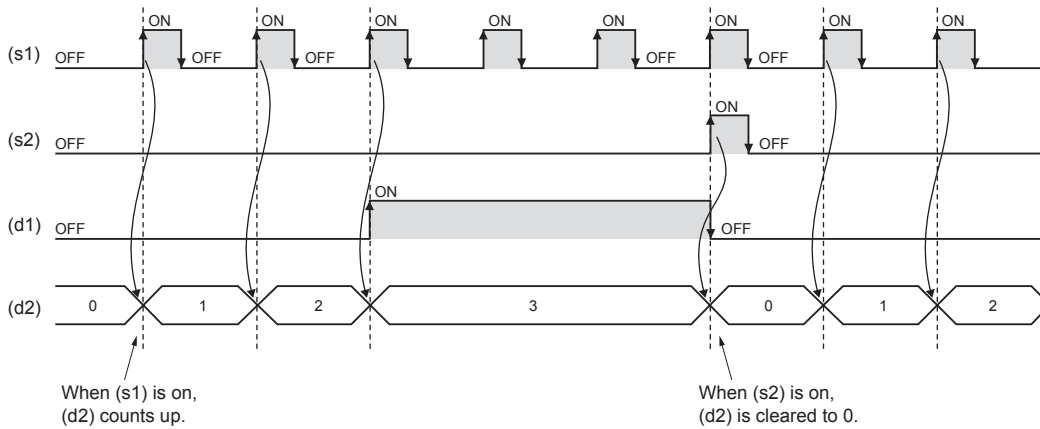 ON ON ON ON ON ON ON ON
(s1) OFF OFF OFF OFF OFF OFF
ON
(s2) OFF OFF
ON
(d1) OFF OFF
(d2) 0 1 2 3 0 1 2
When (s1) is on,
(d2) counts up.
When (s2) is on,
(d2) is cleared to 0.